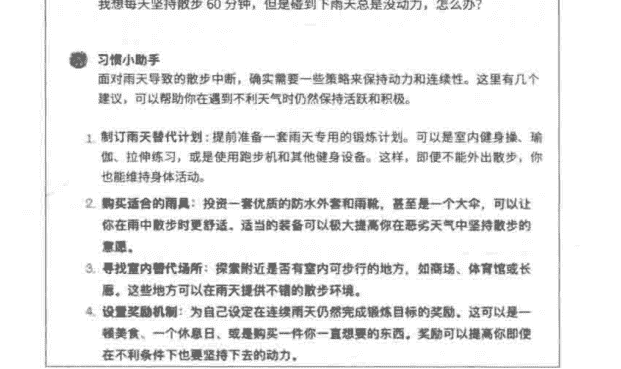 我想每天坚持散步 60 分钟，但是碰到下雨天总是没动力，怎么办？
习惯小助手
面对雨天导致的散步中断，确实需要一些策略来保持动力和连续性。这里有几个
建议，可以帮助你在遇到不利天气时仍然保持活跃和积极。
1. 制订雨天替代计划：提前准备一套雨天专用的锻炼计划。可以是室内健身操、瑜
伽、拉伸练习，或是使用跑步机和其他健身设备。这样，即便不能外出散步，你
也能维持身体活动。
2. 购买适合的雨具：投资一套优质的防水外套和雨靴，甚至是一个大伞，可以让
你在雨中散步时更舒适。适当的装备可以极大提高你在恶劣天气中坚持散步的
意愿。
3. 寻找室内替代场所：探索附近是否有室内可步行的地方，如商场、体育馆或长
廊。这些地方可以在雨天提供不错的散步环境。
4. 设置奖励机制：为自己设定在连续雨天仍然完成锻炼目标的奖励。这可以是一
顿美食、一个休息日、或是购买一件你一直想要的东西。奖励可以提高你即使
在不利条件下也要坚持下去的动力。